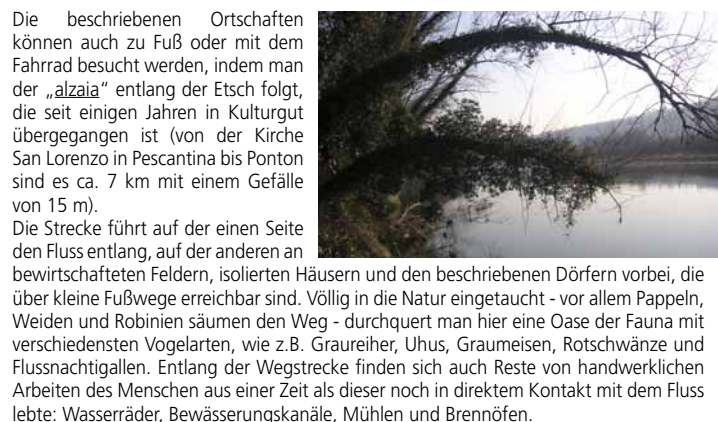 Die beschriebenen Ortschaften
können auch zu Fuß oder mit dem
Fahrrad besucht werden, indem man
der „alzaia“ entlang der Etsch folgt,
die seit einigen Jahren in Kulturgut
übergegangen ist (von der Kirche
San Lorenzo in Pescantina bis Ponton
sind es ca. 7 km mit einem Gefälle
von 15 m).
Die Strecke führt auf der einen Seite
den Fluss entlang, auf der anderen an
bewirtschafteten Feldern, isolierten Häusern und den beschriebenen Dörfern vorbei, die
über kleine Fußwege erreichbar sind. Völlig in die Natur eingetaucht - vor allem Pappeln,
Weiden und Robinien säumen den Weg - durchquert man hier eine Oase der Fauna mit
verschiedensten Vogelarten, wie z.B. Graureiher, Uhus, Graumeisen, Rotschwänze und
Flussnachtigallen. Entlang der Wegstrecke finden sich auch Reste von handwerklichen
Arbeiten des Menschen aus einer Zeit als dieser noch in direktem Kontakt mit dem Fluss
lebte: Wasserräder, Bewässerungskanäle, Mühlen und Brennöfen.